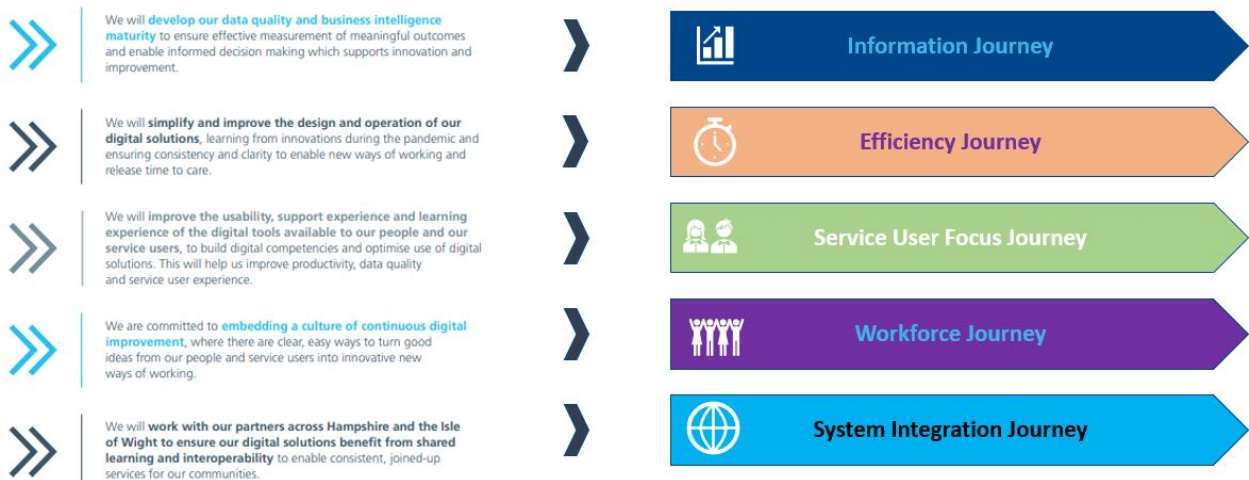 We will develop our data quality and business intelligence
maturity to ensure effective measurement of meaningful outcomes
and enable informed decision making which supports innovation and
improvement.
Information Journey
We will simplify and improve the design and operation of our
digital solutions, learning from innovations during the pandemic and
ensuring consistency and clarity to enable new ways of working and
release time to care.
Efficiency Journey
We will improve the usability, support experience and learning
experience of the digital tools available to our people and our
service users, to build digital competencies and optimise use of digital
solutions. This will help us improve productivity, data quality
and service user experience.
Service User Focus Journey
We are committed to embedding a culture of continuous digital
improvement, where there are clear, easy ways to turn good
ideas from our people and service users into innovative new
ways of working.
Workforce Journey
We will work with our partners across Hampshire and the Isle
of Wight to ensure our digital solutions benefit from shared
learning and interoperability to enable consistent, joined-up
services for our communities.
System Integration Journey